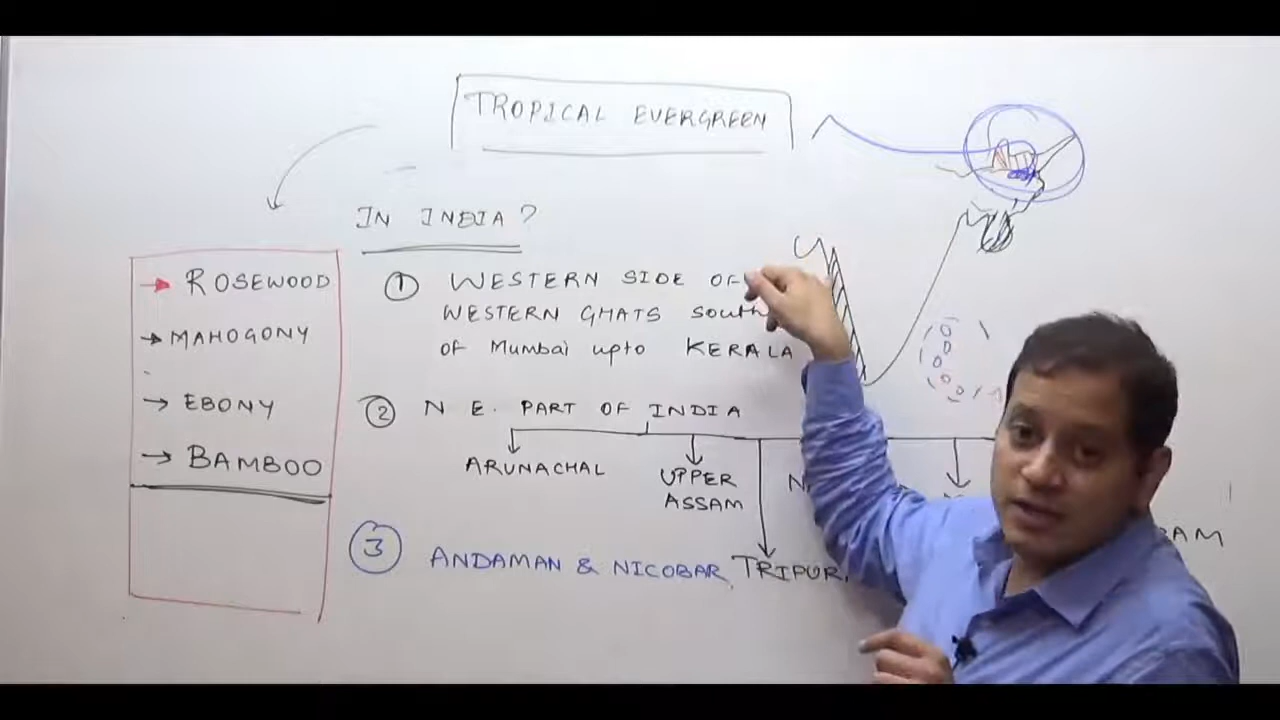 TROPICAL EVERGREEN
IN INDIA?
① WESTERN SIDE OF
WESTERN GHATS South
of Mumbai upto KERALA
② N E. PART OF INDIA
ARUNACHAL
UPPER
ASSAM
③ ANDAMAN & NICOBAR, TRIPUR
→ ROSEWOOD
→ MAHOGONY
→ EBONY
→ BAMBOO